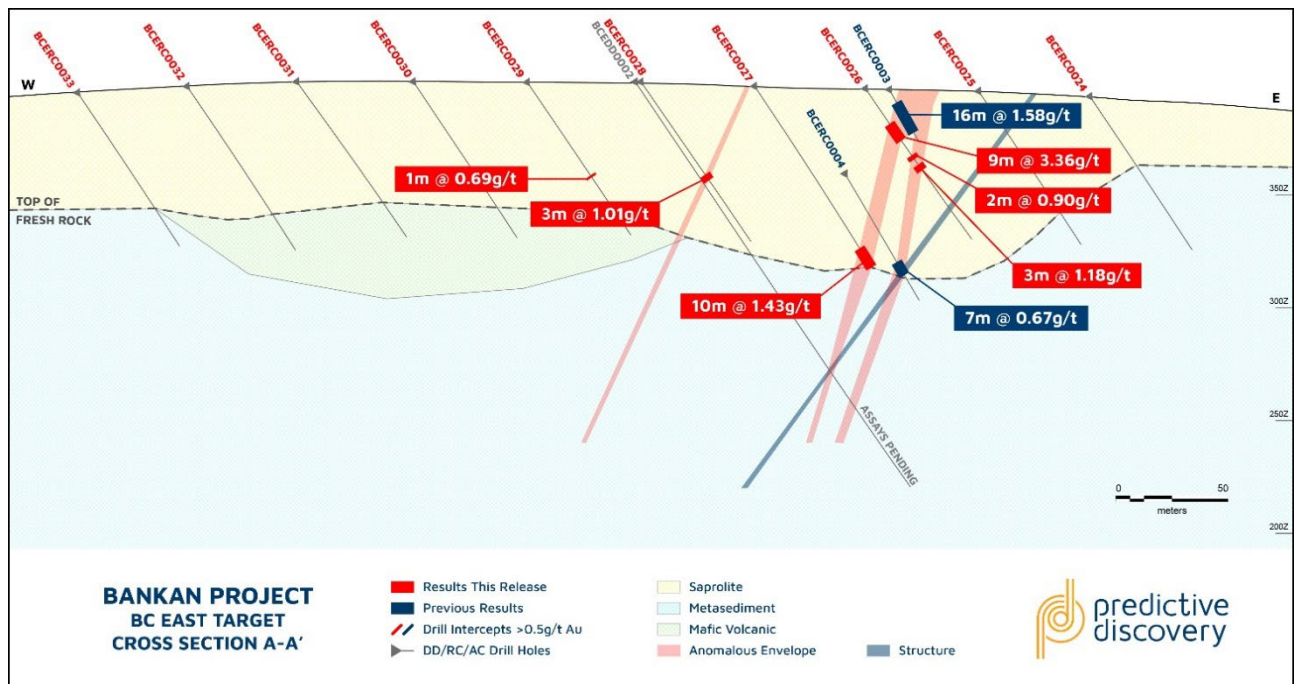 BCERC0033
BCERC0032
BCERC0031
BCERC0030
BCERC0029
BCEDD002
BCERC0028
BCERC0027
BCERC0026
BCERC0003
BCERC0025
BCERC0024
W
E
16m @ 1.58g/t
BCERC0004
9m @ 3.36g/t
1m @ 0.69g/t
2m @ 0.90g/t
350Z
TOP OF
FRESH ROCK
3m @ 1.01g/t
3m @ 1.18g/t
10m @ 1.43g/t
300Z
7m @ 0.67g/t
ASSAYS PENDING
250Z
0 50
meters
200Z
BANKAN PROJECT
BC EAST TARGET
CROSS SECTION A-A'
Results This Release
Previous Results
Drill Intercepts >0.5g/t Au
DD/RC/AC Drill Holes
Saprolite
Metasediment
Mafic Volcanic
Anomalous Envelope
Structure
predictive
discovery